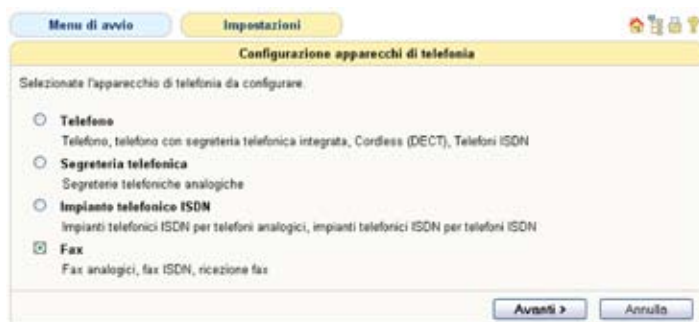 Menu di avvio
Impostazioni
Configurazione apparecchi di telefonia
Selezionate l'apparecchio di telefonia da configurare.
Telefono
Telefono, telefono con segreteria telefonica integrata, Cordless (DECT), Telefoni ISDN
Segreteria telefonica
Segreterie telefoniche analogiche
Impianto telefonico ISDN
Impianti telefonici ISDN per telefoni analogici, impianti telefonici ISDN per telefoni ISDN
Fax
Fax analogici, fax ISDN, ricezione fax
Avanti >
Annulla